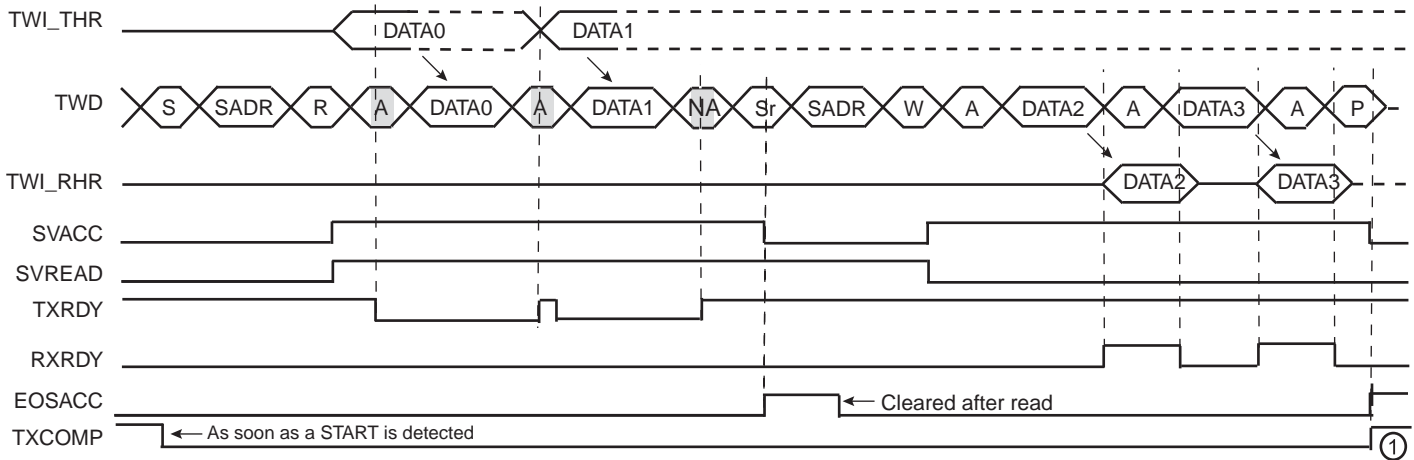 TWI_THR DATA0 DATA1
TWD S SADR R A DATA0 A DATA1 NA Sr SADR W A DATA2 A DATA3 A P
TWI_RHR DATA2 DATA3
SVACC
SVREAD
TXRDY
RXRDY
EOSACC Cleared after read
TXCOMP As soon as a START is detected 1